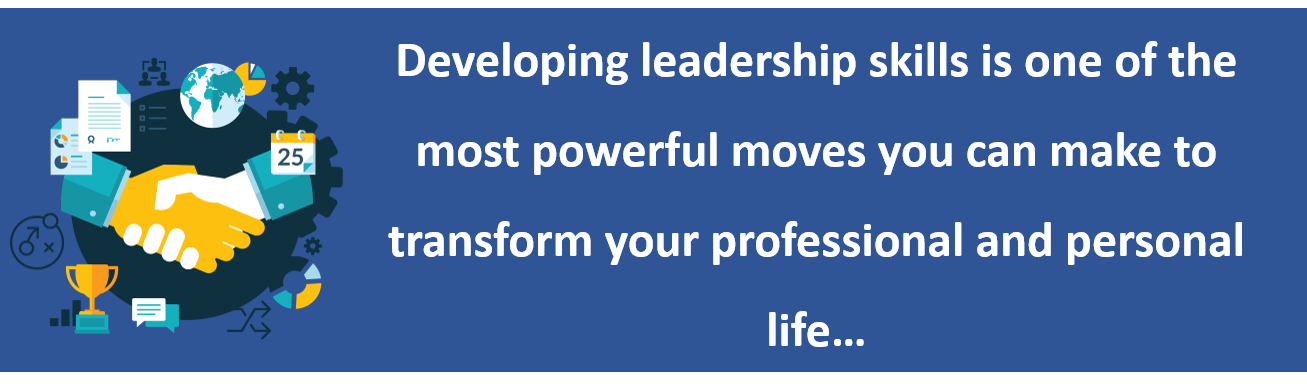 Developing leadership skills is one of the
most powerful moves you can make to
transform your professional and personal
life...
25